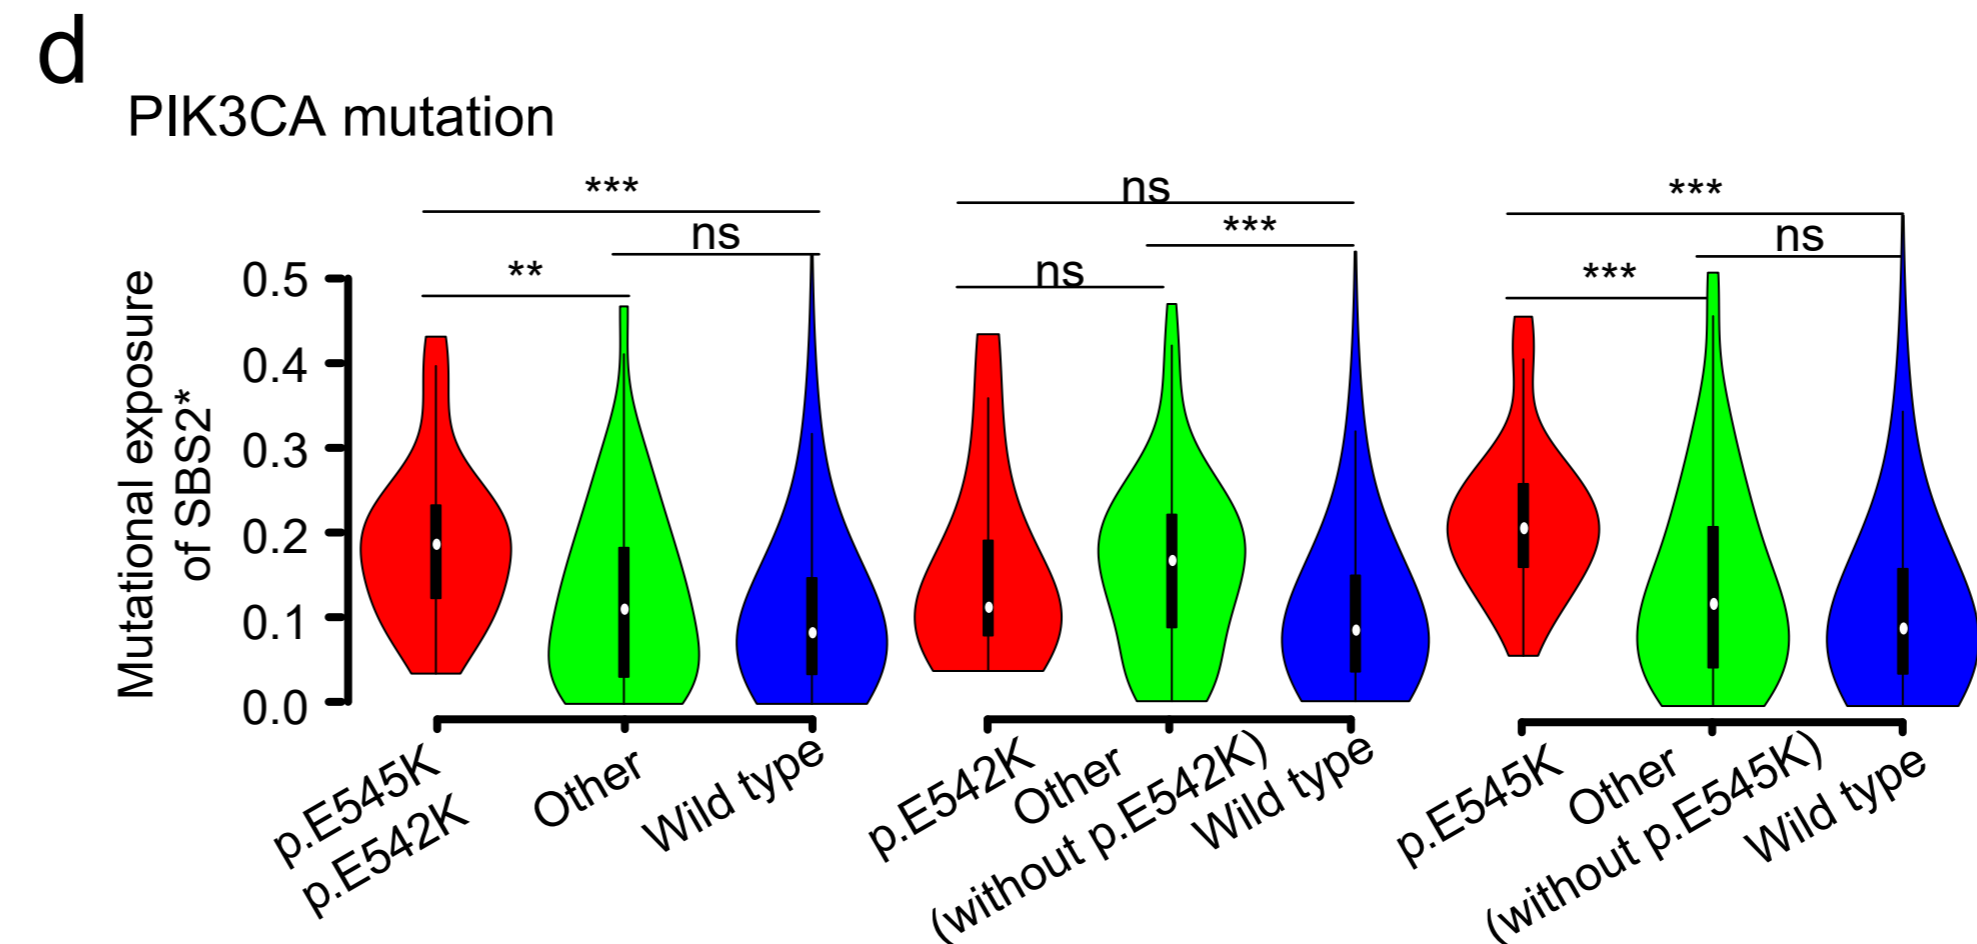 d
PIK3CA mutation
***
ns
**
ns
***
ns
***
ns
***
Mutational exposure
of SBS2*
0.5
0.4
0.3
0.2
0.1
0.0
p.E545K
p.E542K
Other
Wild type
p.E542K
Other
(without p.E542K)
Wild type
p.E545K
Other
(without p.E545K)
Wild type